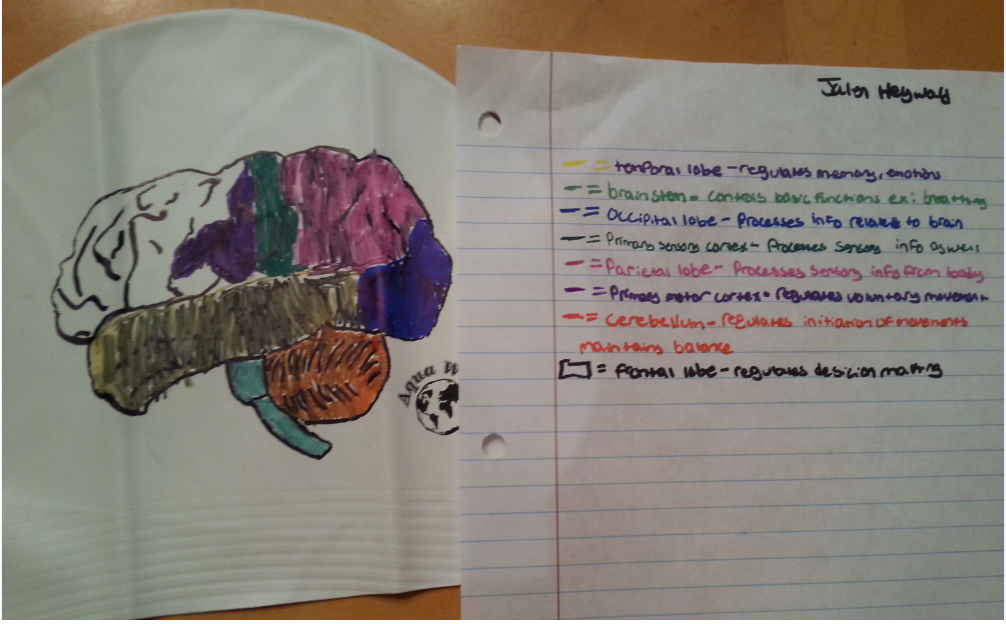 Jalen Heyward
= temporal lobe - regulates memory, emotions
= brainstem - controls basic functions ex: breathing
= Occipital lobe - Processes info related to brain
= Primary sensory cortex - Processes sensory info as well
= Parietal lobe - Processes sensory info from body
= Primary motor cortex - regulates voluntary movement
= cerebellum - regulates initiation of movements
maintains balance
= frontal lobe - regulates desicion making
Aqua